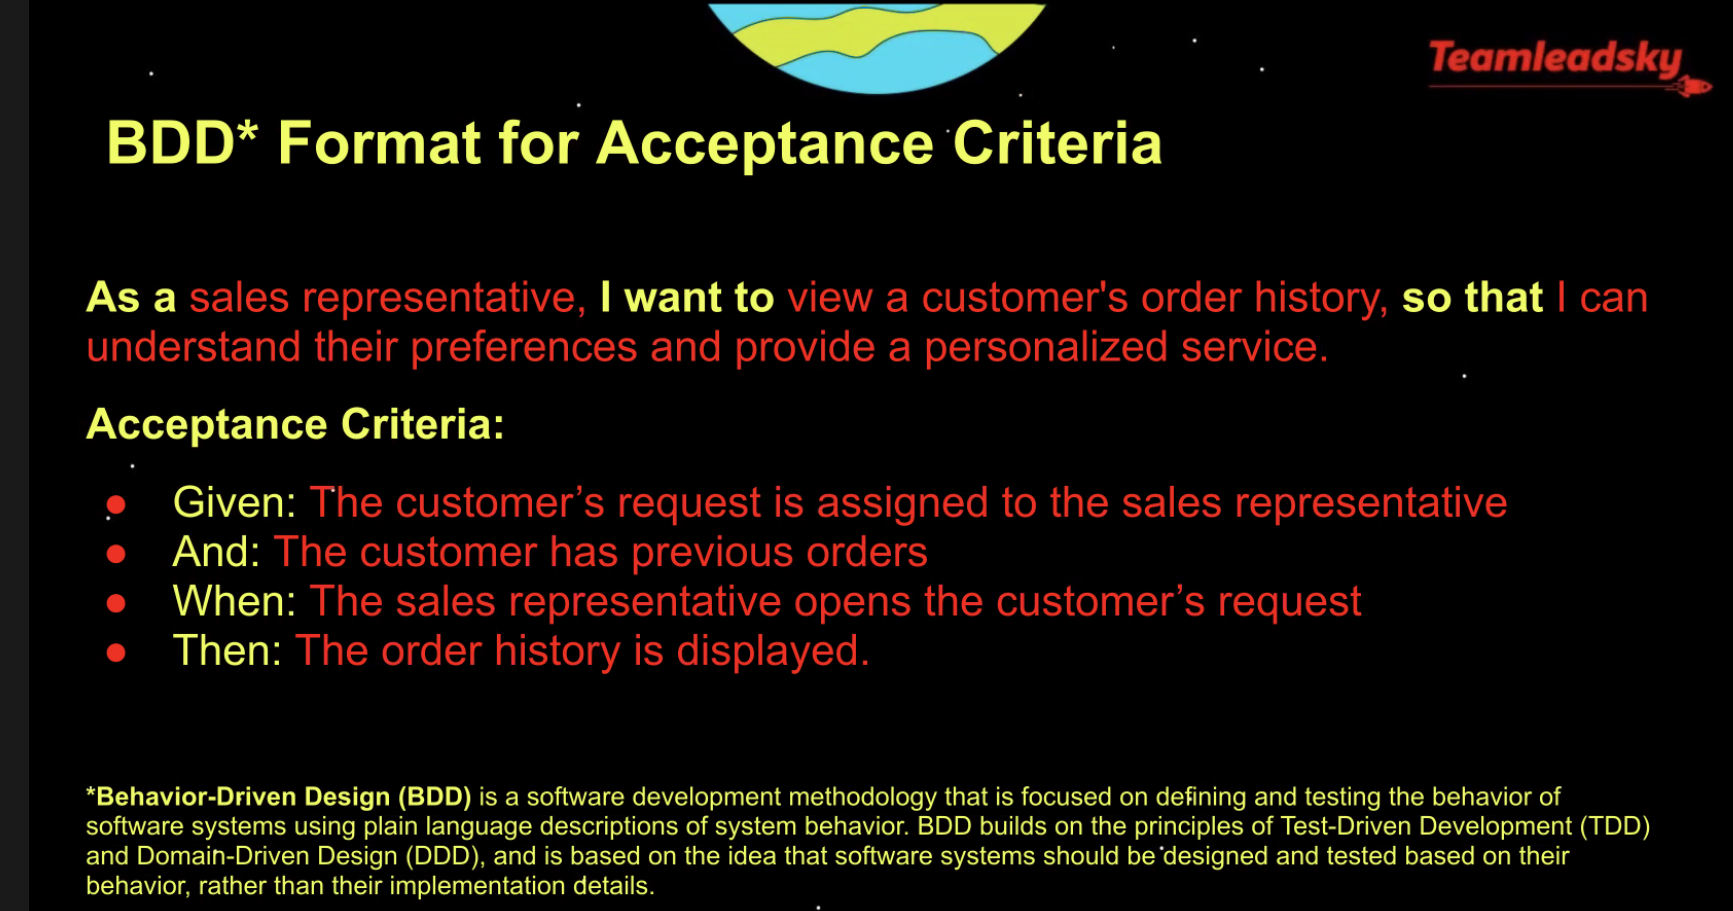 Teamleadsky
BDD* Format for Acceptance Criteria
As a sales representative, I want to view a customer's order history, so that I can
understand their preferences and provide a personalized service.
Acceptance Criteria:
● Given: The customer’s request is assigned to the sales representative
● And: The customer has previous orders
● When: The sales representative opens the customer’s request
● Then: The order history is displayed.
*Behavior-Driven Design (BDD) is a software development methodology that is focused on defining and testing the behavior of
software systems using plain language descriptions of system behavior. BDD builds on the principles of Test-Driven Development (TDD)
and Domain-Driven Design (DDD), and is based on the idea that software systems should be designed and tested based on their
behavior, rather than their implementation details.